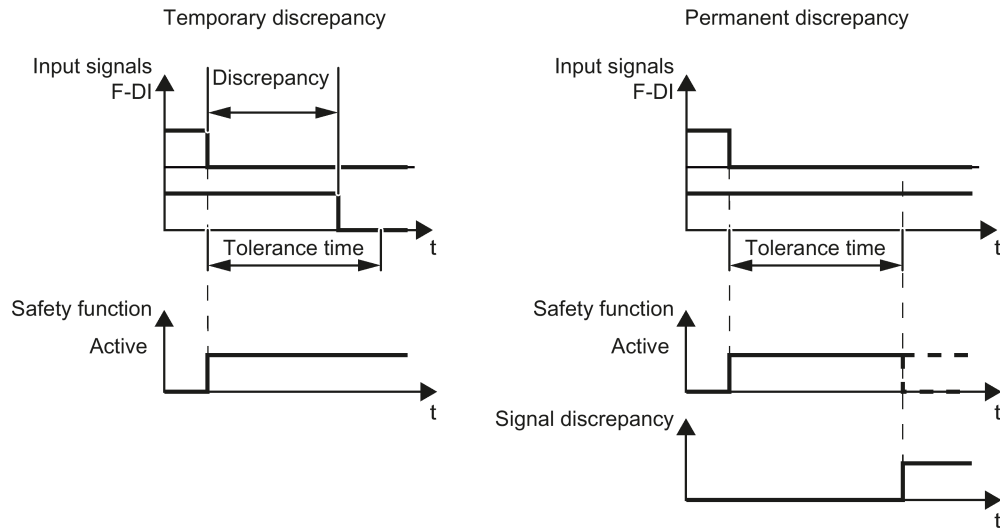 Temporary discrepancy
Input signals
F-DI
Discrepancy
t
Tolerance time
Safety function
Active
t
Permanent discrepancy
Input signals
F-DI
t
Tolerance time
Safety function
Active
t
Signal discrepancy
t